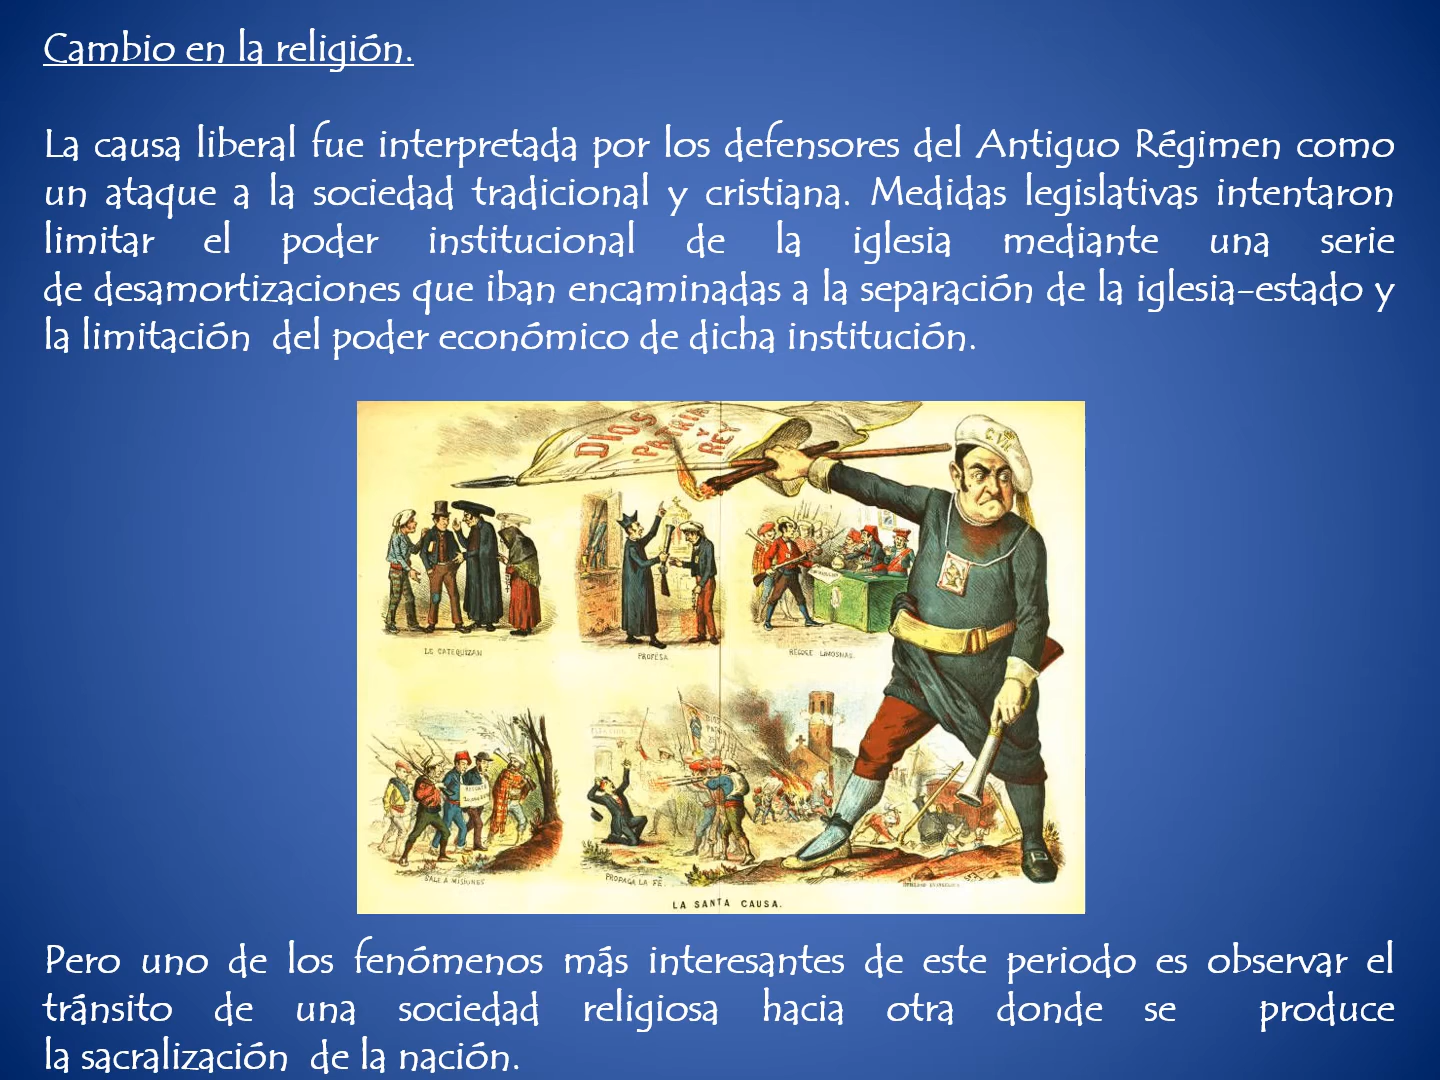 Cambio en la religión.
La causa liberal fue interpretada por los defensores del Antiguo Régimen como
un ataque a la sociedad tradicional y cristiana. Medidas legislativas intentaron
limitar el poder institucional de la iglesia mediante una serie
de desamortizaciones que iban encaminadas a la separación de la iglesia-estado y
la limitación del poder económico de dicha institución.
DIOS
PATRIA
Y
REY
C VII
LE CATEQUIZAN
PROFESA
RECOGE LIMOSNAS.
SALE A MISIONES
PROPAGA LA FÉ.
LA SANTA CAUSA.
Pero uno de los fenómenos más interesantes de este periodo es observar el
tránsito de una sociedad religiosa hacia otra donde se produce
la sacralización de la nación.